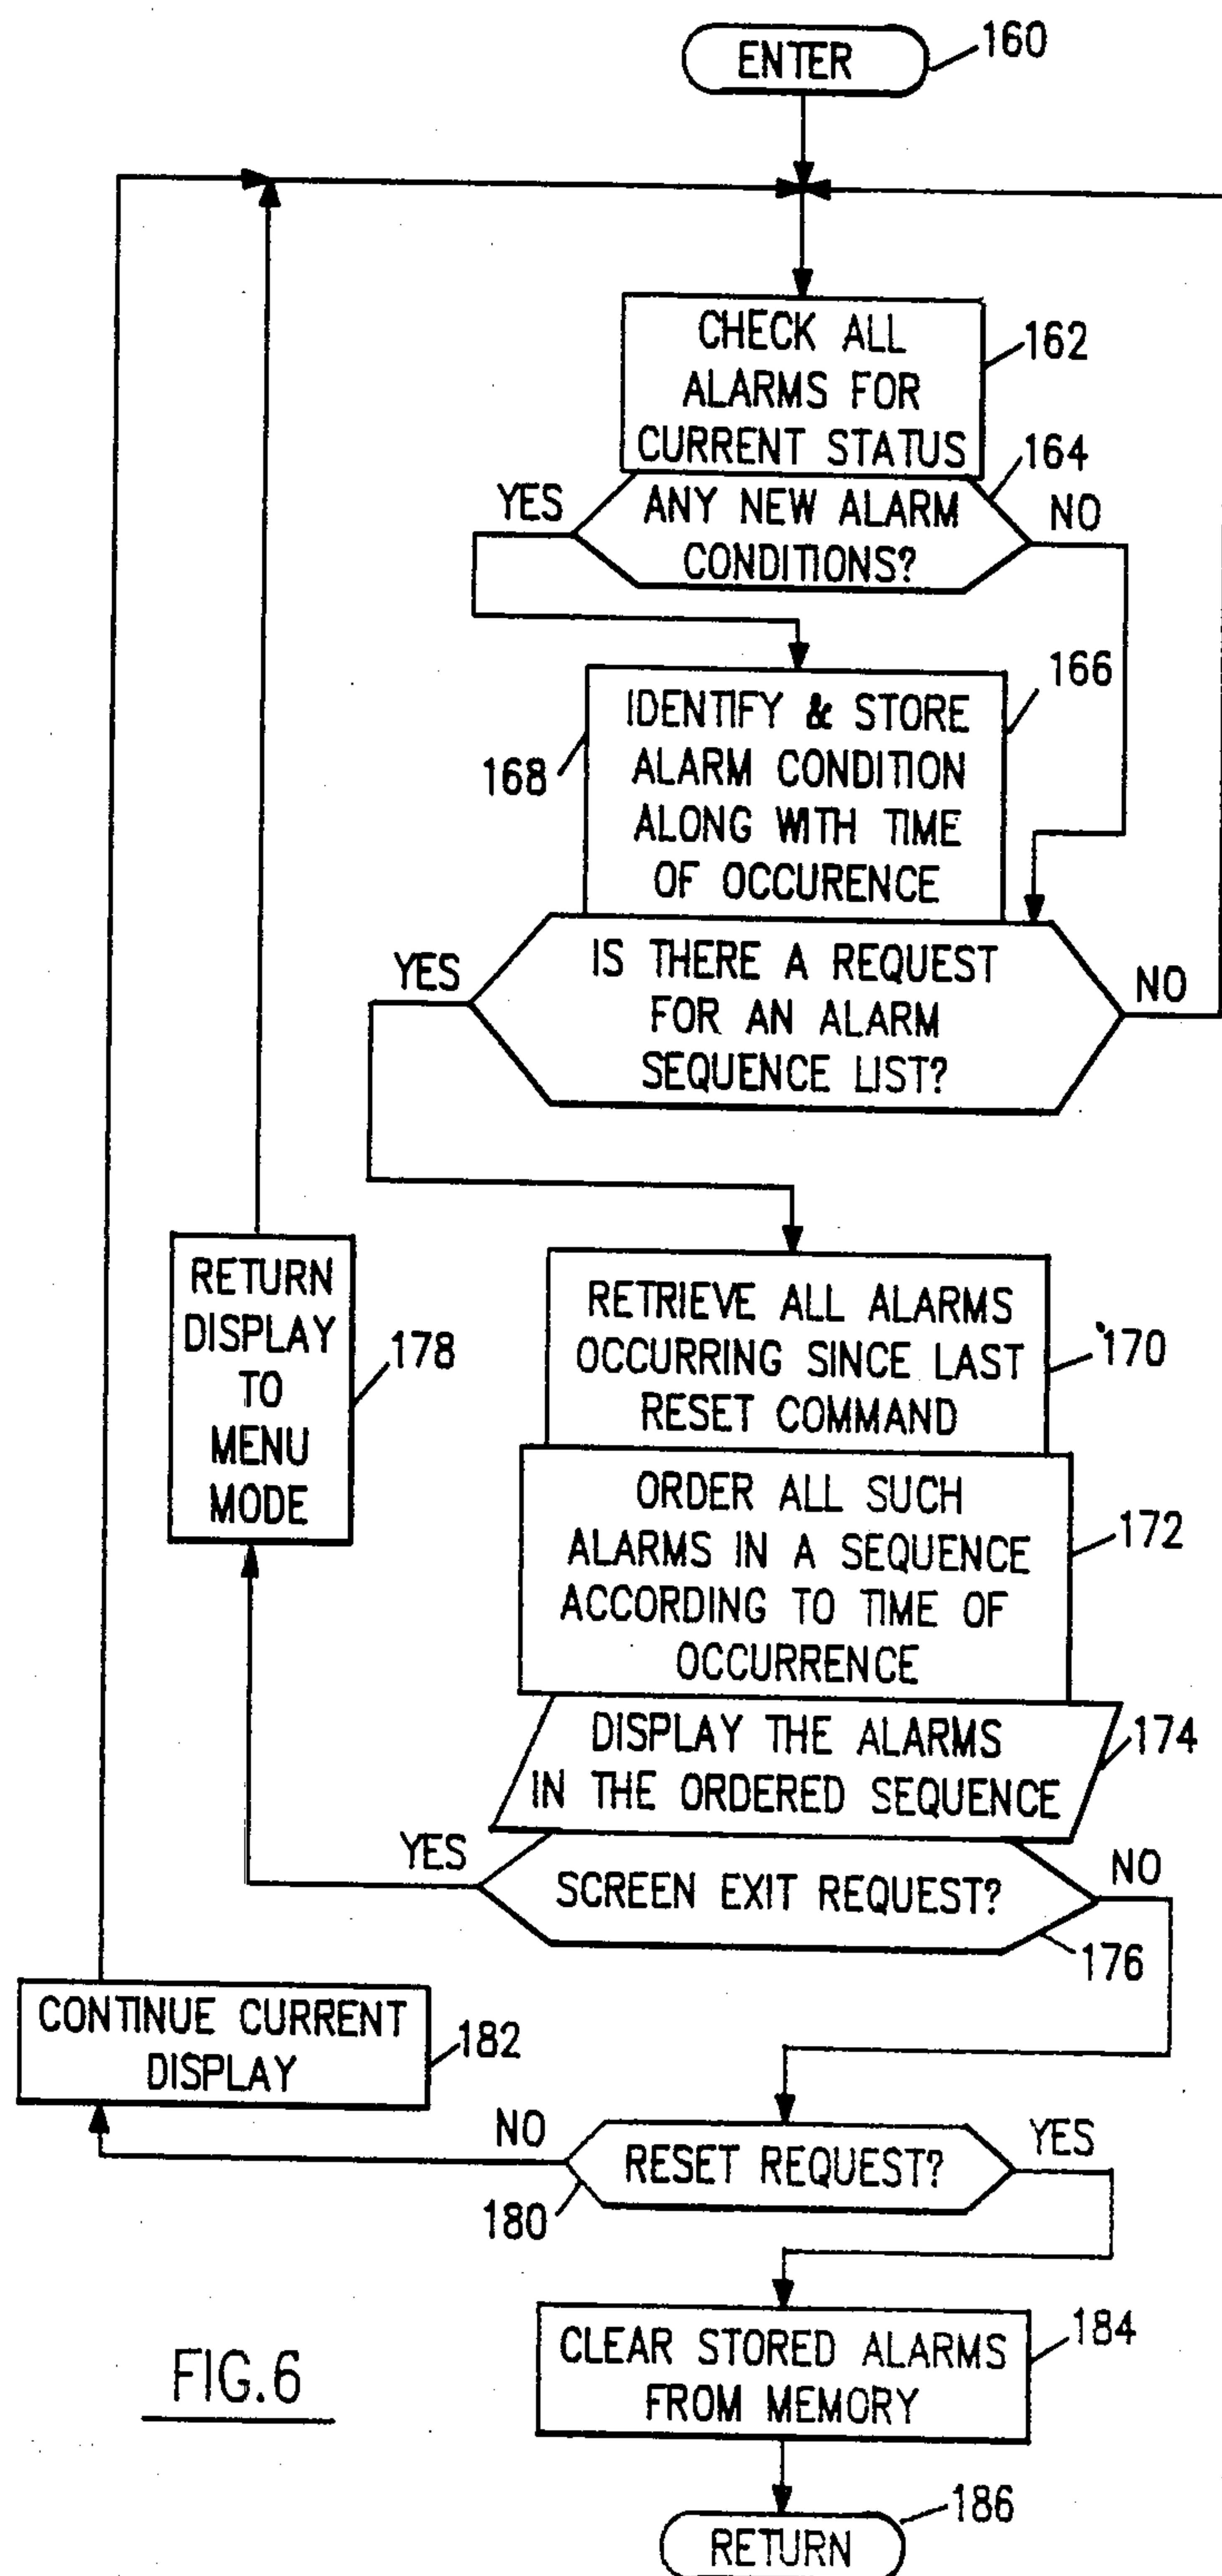 ENTER
160
CHECK ALL
ALARMS FOR
CURRENT STATUS
162
164
YES
ANY NEW ALARM
CONDITIONS?
NO
166
IDENTIFY & STORE
ALARM CONDITION
ALONG WITH TIME
OF OCCURENCE
168
YES
IS THERE A REQUEST
FOR AN ALARM
SEQUENCE LIST?
NO
RETURN
DISPLAY
TO
MENU
MODE
178
RETRIEVE ALL ALARMS
OCCURRING SINCE LAST
RESET COMMAND
170
ORDER ALL SUCH
ALARMS IN A SEQUENCE
ACCORDING TO TIME OF
OCCURRENCE
172
DISPLAY THE ALARMS
IN THE ORDERED SEQUENCE
174
YES
SCREEN EXIT REQUEST?
NO
176
CONTINUE CURRENT
DISPLAY
182
NO
RESET REQUEST?
YES
180
CLEAR STORED ALARMS
FROM MEMORY
184
FIG.6
RETURN
186